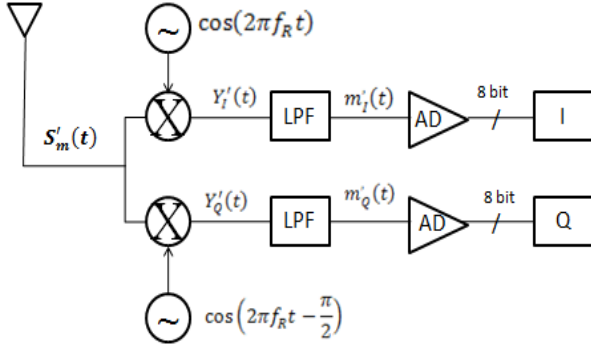 ~
cos(2πf_R t)
S'_m(t)
X
Y'_I(t)
LPF
m'_I(t)
AD
8 bit
I
X
Y'_Q(t)
LPF
m'_Q(t)
AD
8 bit
Q
~
cos(2πf_R t − π/2)